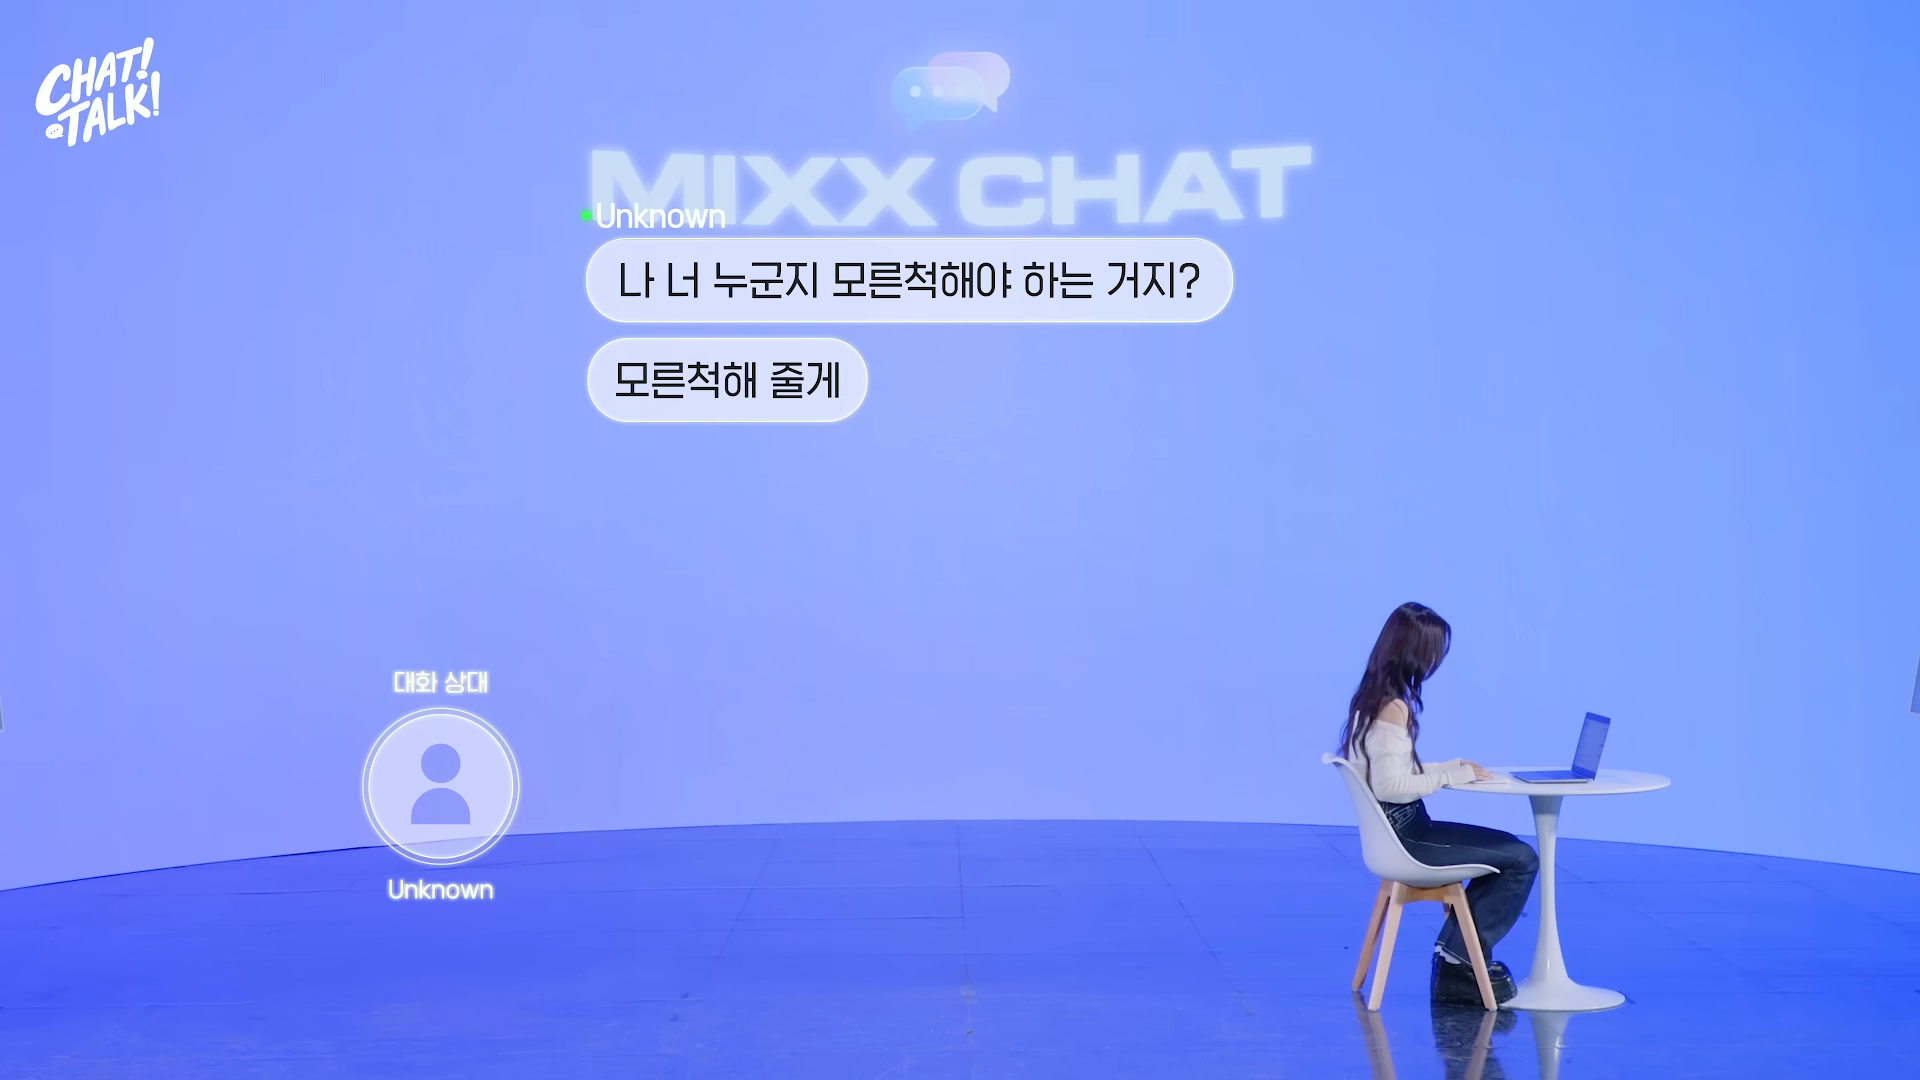 CHAT!
TALK!
MIXX CHAT
Unknown
나 너 누군지 모른척해야 하는 거지?
모른척해 줄게
대화 상대
Unknown